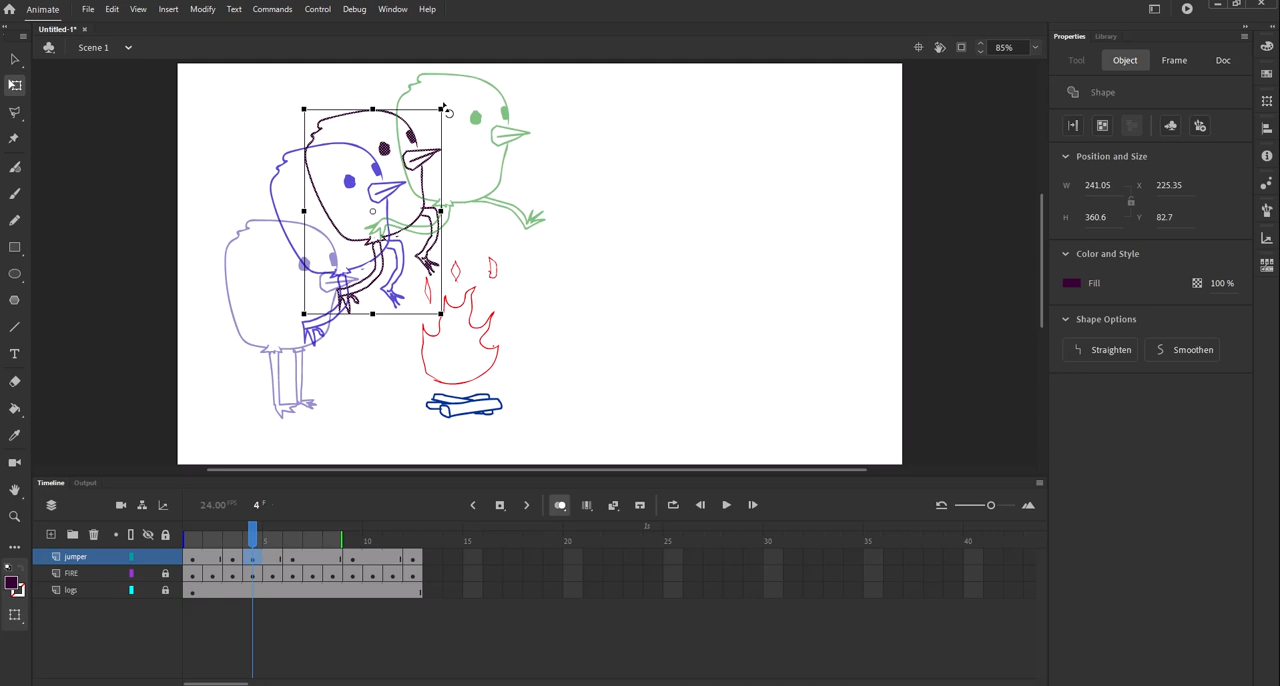 Animate File Edit View Insert Modify Text Commands Control Debug Window Help
Untitled-1* ×
Scene 1 85%
Properties Library
Tool Object Frame Doc
Shape
Position and Size
W 241.05 X 225.35
H 360.6 Y 82.7
Color and Style
Fill 100 %
Shape Options
Straighten Smoothen
Timeline Output
24.00 FPS 4 F
1s
5 10 15 20 25 30 35 40
jumper
FIRE
logs